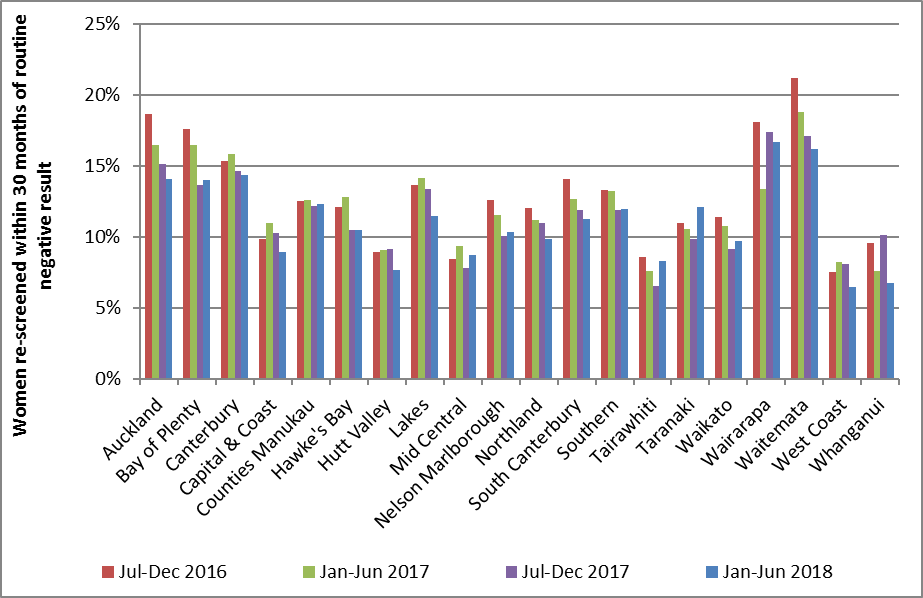 Women re-screened within 30 months of routine
negative result
25%
20%
15%
10%
5%
0%
Auckland
Bay of Plenty
Canterbury
Capital & Coast
Counties Manukau
Hawke's Bay
Hutt Valley
Lakes
Mid Central
Nelson Marlborough
Northland
South Canterbury
Southern
Tairawhiti
Taranaki
Waikato
Wairarapa
Waitemata
West Coast
Whanganui
Jul-Dec 2016 Jan-Jun 2017 Jul-Dec 2017 Jan-Jun 2018